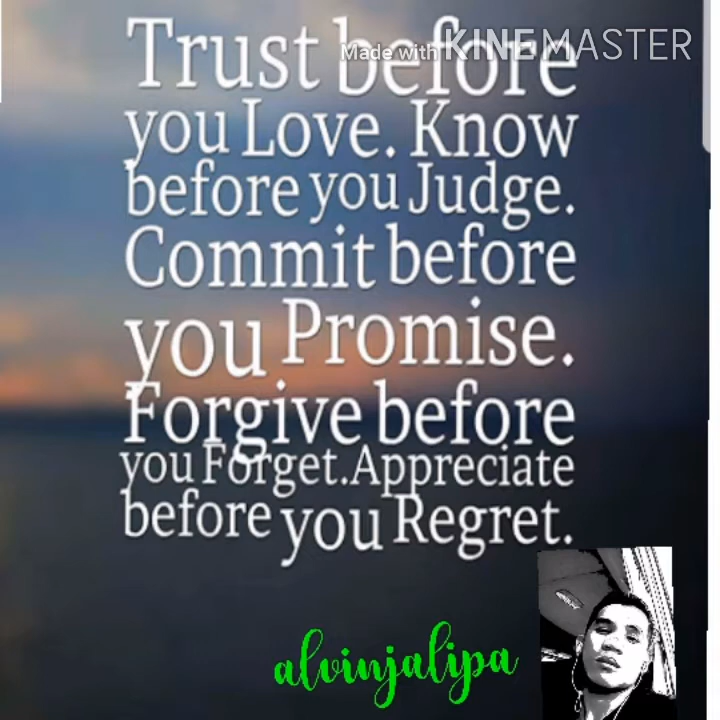 Trust before
Made with KINEMASTER
you Love. Know
before you Judge.
Commit before
you Promise.
Forgive before
you Forget.Appreciate
before you Regret.
alvinjalipa